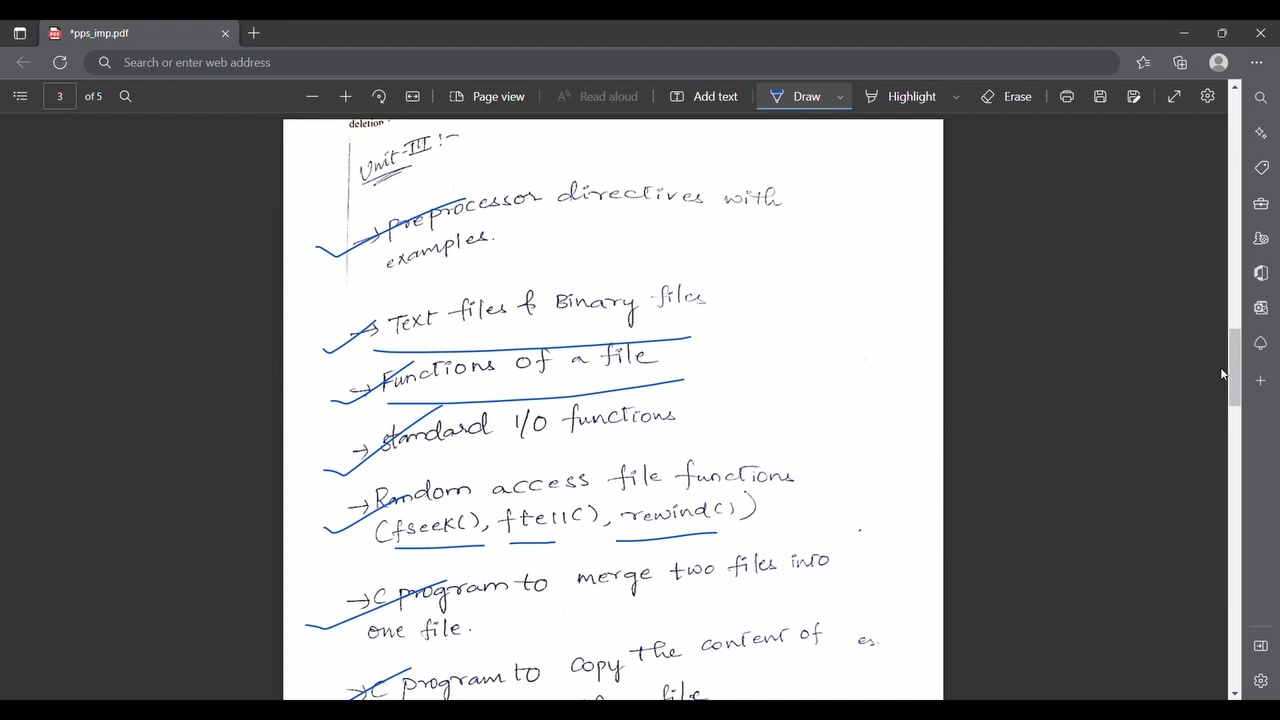 *pps_imp.pdf
Search or enter web address
3 of 5
Page view
Read aloud
Add text
Draw
Highlight
Erase
deletion
Unit-III :-
→ preprocessor directives with
examples.
→ Text files & Binary files
→ Functions of a file
→ Standard I/O functions
→ Random access file functions
(fseek(), ftell(), rewind())
→ C program to merge two files into
one file.
→ C program to copy the content of es.
file